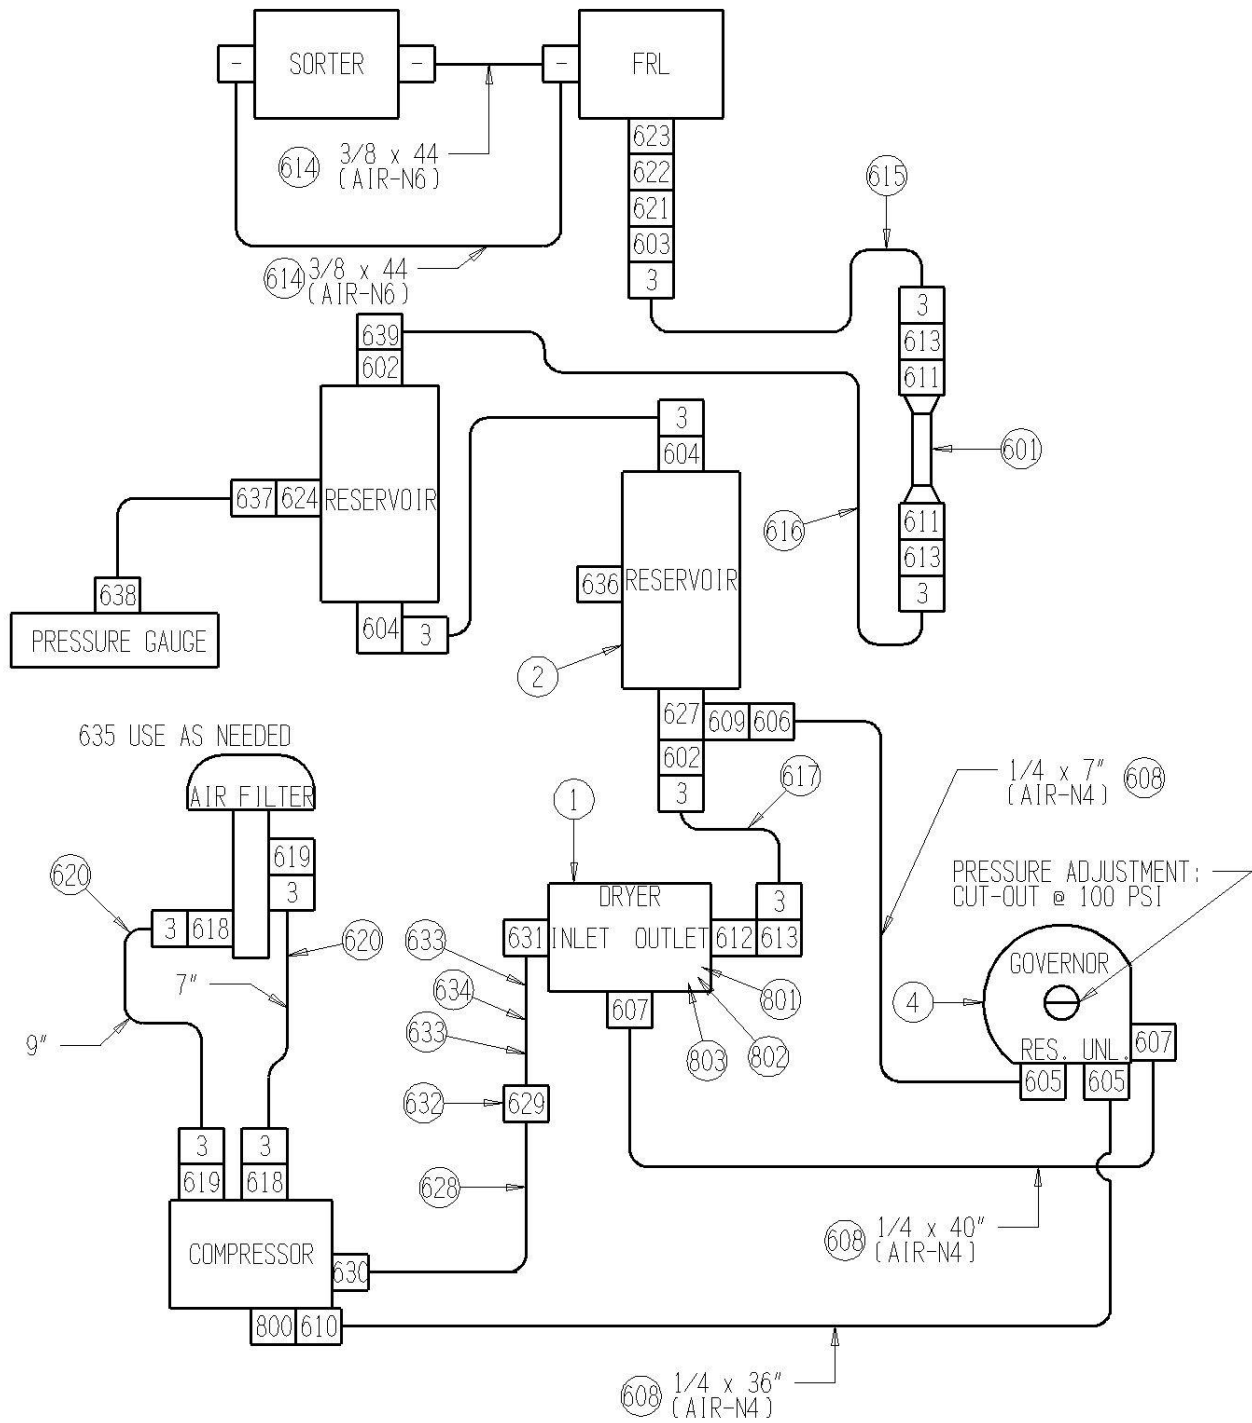 - SORTER -
- FRL
614 3/8 x 44
(AIR-N6)
614 3/8 x 44
(AIR-N6)
623
622
621
603
3
615
3
613
611
601
611
613
3
616
639
602
RESERVOIR
637 624
638
PRESSURE GAUGE
604 3
3
604
RESERVOIR
636
2
627 609 606
602
3
617
635 USE AS NEEDED
AIR FILTER
619
3
620
3 618
620
7"
9"
3
619
3
618
COMPRESSOR
630
800 610
1
DRYER
631 INLET OUTLET 612 613
3
633
634
633
632 629
628
607
801
802
803
1/4 x 7" 608
(AIR-N4)
PRESSURE ADJUSTMENT:
CUT-OUT @ 100 PSI
GOVERNOR
4
RES. UNL.
607
605 605
608 1/4 x 40"
(AIR-N4)
608 1/4 x 36"
(AIR-N4)